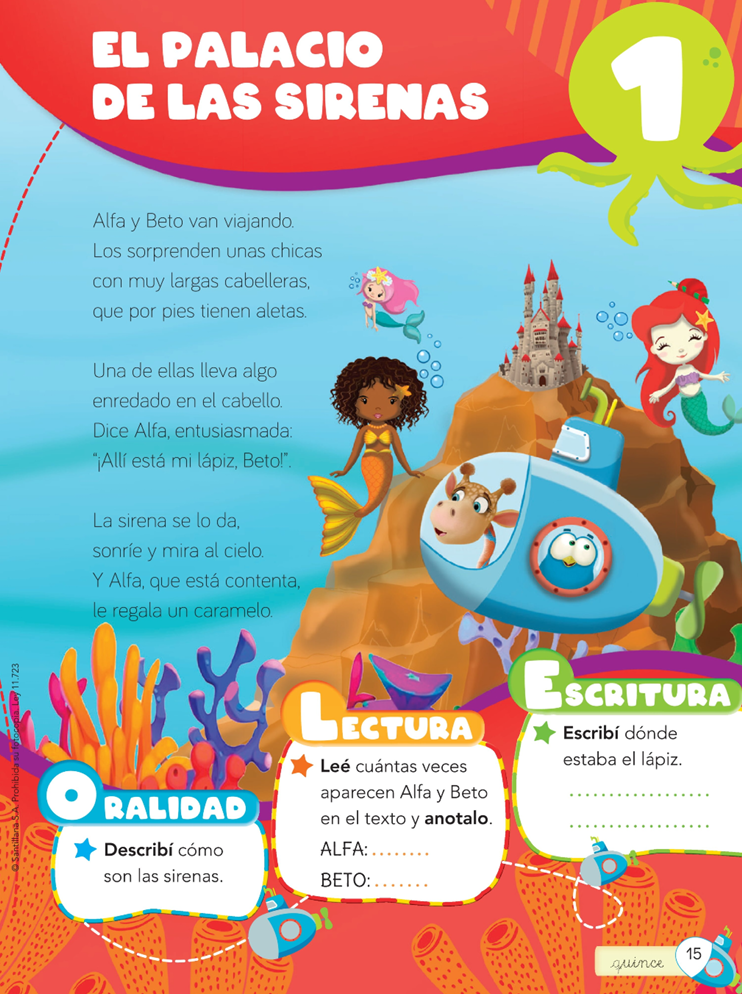 EL PALACIO
DE LAS SIRENAS
1
Alfa y Beto van viajando.
Los sorprenden unas chicas
con muy largas cabelleras,
que por pies tienen aletas.
Una de ellas lleva algo
enredado en el cabello.
Dice Alfa, entusiasmada:
“¡Allí está mi lápiz, Beto!”.
La sirena se lo da,
sonríe y mira al cielo.
Y Alfa, que está contenta,
le regala un caramelo.
© Santillana S.A. Prohibida su fotocopia. Ley 11.723
ORALIDAD
Describí cómo
son las sirenas.
LECTURA
Leé cuántas veces
aparecen Alfa y Beto
en el texto y anotalo.
ALFA: ........
BETO: .......
ESCRITURA
Escribí dónde
estaba el lápiz.
..................
..................
quince
15